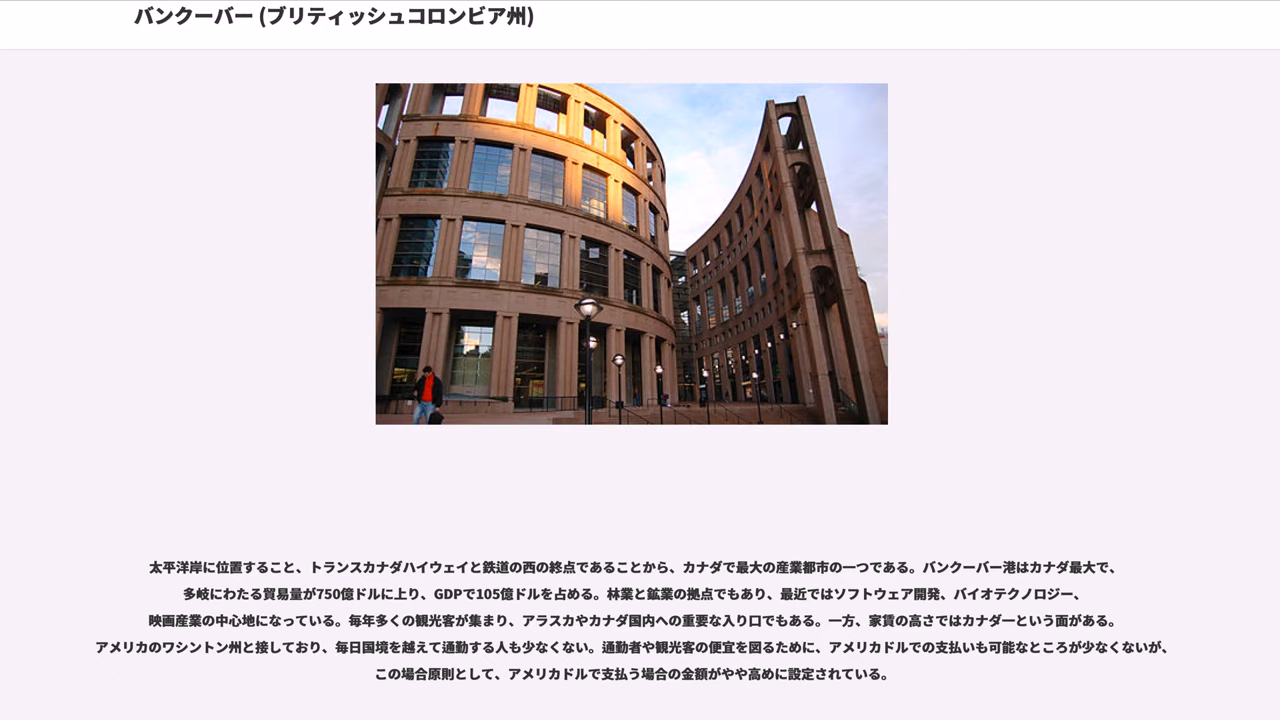 バンクーバー (ブリティッシュコロンビア州)
太平洋岸に位置すること、トランスカナダハイウェイと鉄道の西の終点であることから、カナダで最大の産業都市の一つである。バンクーバー港はカナダ最大で、
多岐にわたる貿易量が750億ドルに上り、GDPで105億ドルを占める。林業と鉱業の拠点でもあり、最近ではソフトウェア開発、バイオテクノロジー、
映画産業の中心地になっている。毎年多くの観光客が集まり、アラスカやカナダ国内への重要な入り口でもある。一方、家賃の高さではカナダ一という面がある。
アメリカのワシントン州と接しており、毎日国境を越えて通勤する人も少なくない。通勤者や観光客の便宜を図るために、アメリカドルでの支払いも可能なところが少なくないが、
この場合原則として、アメリカドルで支払う場合の金額がやや高めに設定されている。